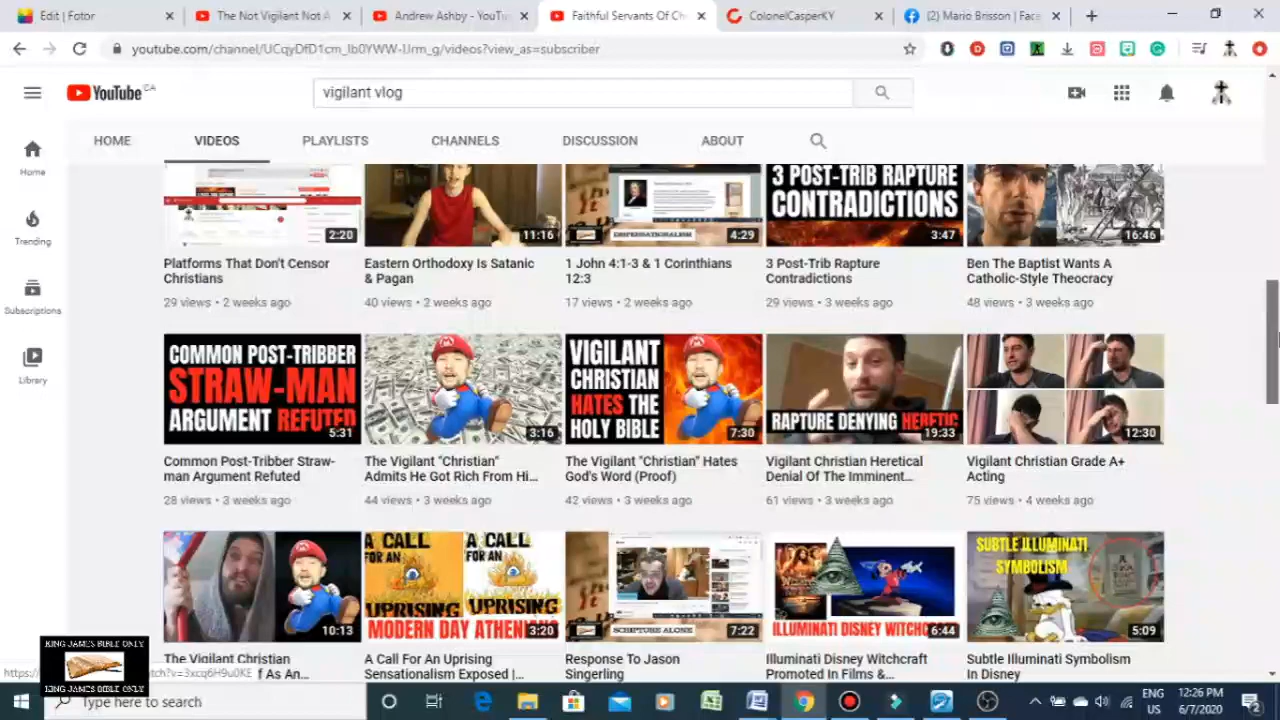 Edit | Fotor
The Not Vigilant Not A
Andrew Ashby - YouTu
Faithful Servants Of Ch
ColonelCasperKY
(2) Mario Brisson | Face
youtube.com/channel/UCqyDfD1cm_lb0YWW-IJrm_g/videos?view_as=subscriber
YouTube CA
vigilant vlog
HOME VIDEOS PLAYLISTS CHANNELS DISCUSSION ABOUT
Home
Trending
Subscriptions
Library
DISPENSATIONALISM
3 POST-TRIB RAPTURE
CONTRADICTIONS
2:20
11:16
4:29
3:47
16:46
Platforms That Don't Censor
Christians
29 views • 2 weeks ago
Eastern Orthodoxy Is Satanic
& Pagan
40 views • 2 weeks ago
1 John 4:1-3 & 1 Corinthians
12:3
17 views • 2 weeks ago
3 Post-Trib Rapture
Contradictions
29 views • 3 weeks ago
Ben The Baptist Wants A
Catholic-Style Theocracy
48 views • 3 weeks ago
COMMON POST-TRIBBER
STRAW-MAN
ARGUMENT REFUTED
5:31
3:16
VIGILANT
CHRISTIAN
HATES THE
HOLY BIBLE
7:30
RAPTURE DENYING HERETIC
19:33
12:30
Common Post-Tribber Straw-
man Argument Refuted
28 views • 3 weeks ago
The Vigilant "Christian"
Admits He Got Rich From Hi...
44 views • 3 weeks ago
The Vigilant "Christian" Hates
God's Word (Proof)
42 views • 3 weeks ago
Vigilant Christian Heretical
Denial Of The Imminent...
61 views • 3 weeks ago
Vigilant Christian Grade A+
Acting
75 views • 4 weeks ago
10:13
A CALL
FOR AN
UPRISING
A CALL
FOR AN
UPRISING
MODERN DAY ATHEN
3:20
SCRIPTURE ALONE
7:22
ILLUMINATI DISNEY WITCHC
6:44
SUBTLE ILLUMINATI
SYMBOLISM
5:09
The Vigilant Christian
f As An...
A Call For An Uprising
Sensationalism Exposed |...
Response To Jason
Singerling
Illuminati Disney Witchcraft
Promoted In Films &...
Subtle Illuminati Symbolism
In Disney
KING JAMES BIBLE ONLY
KING JAMES BIBLE ONLY
https:/
tch?v=3xcq6H9u0KE
Type here to search
ENG
US
12:26 PM
6/7/2020
2